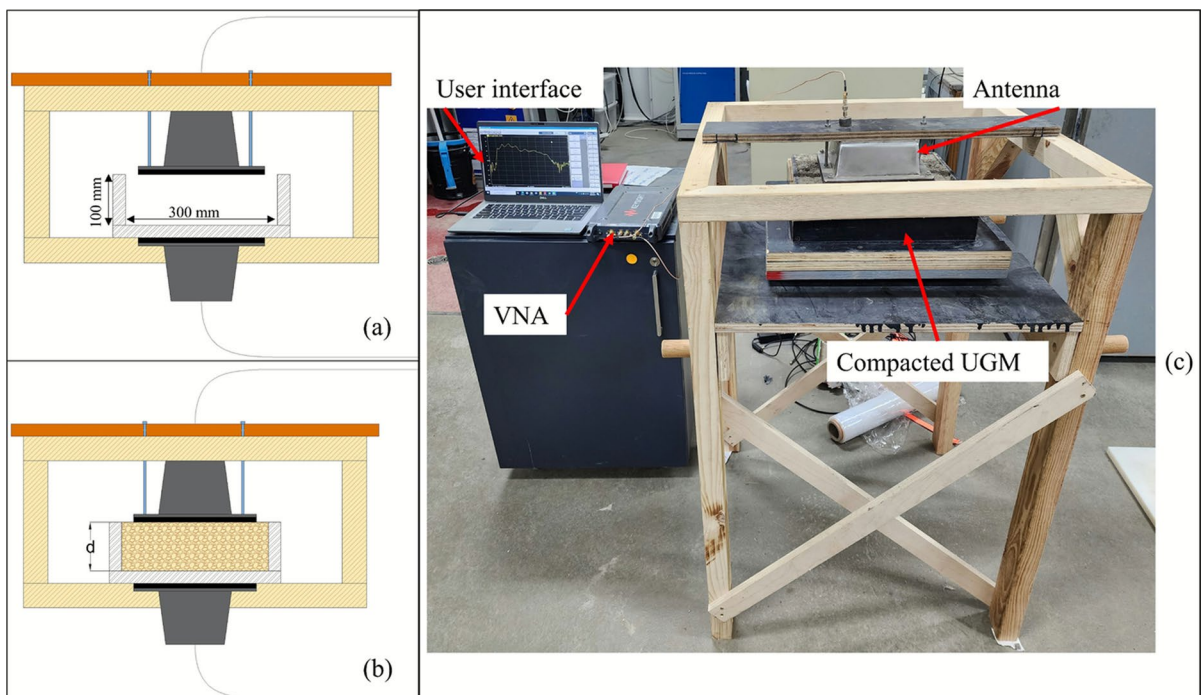 100 mm
300 mm
(a)
d
(b)
User interface
Antenna
VNA
Compacted UGM
(c)